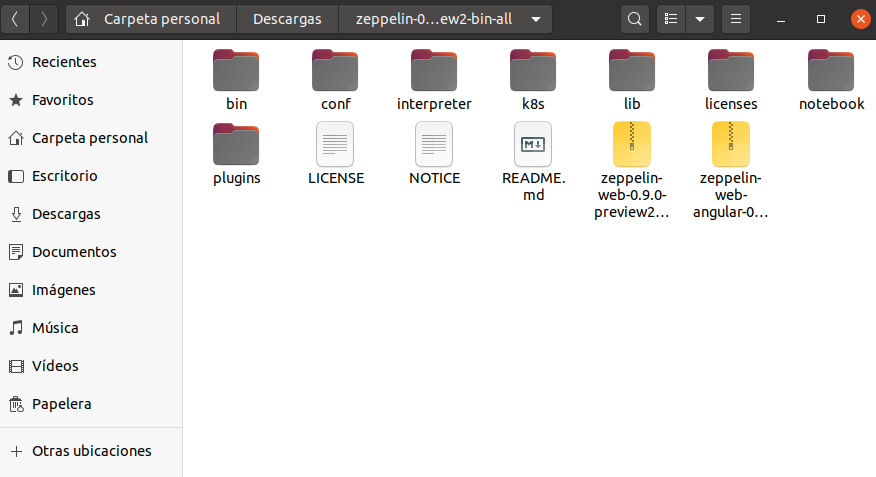 Carpeta personal
Descargas
zeppelin-0…ew2-bin-all
Recientes
Favoritos
Carpeta personal
Escritorio
Descargas
Documentos
Imágenes
Música
Vídeos
Papelera
Otras ubicaciones
bin
conf
interpreter
k8s
lib
licenses
notebook
plugins
LICENSE
NOTICE
M
README.
md
zeppelin-
web-0.9.0-
preview2…
zeppelin-
web-
angular-0…